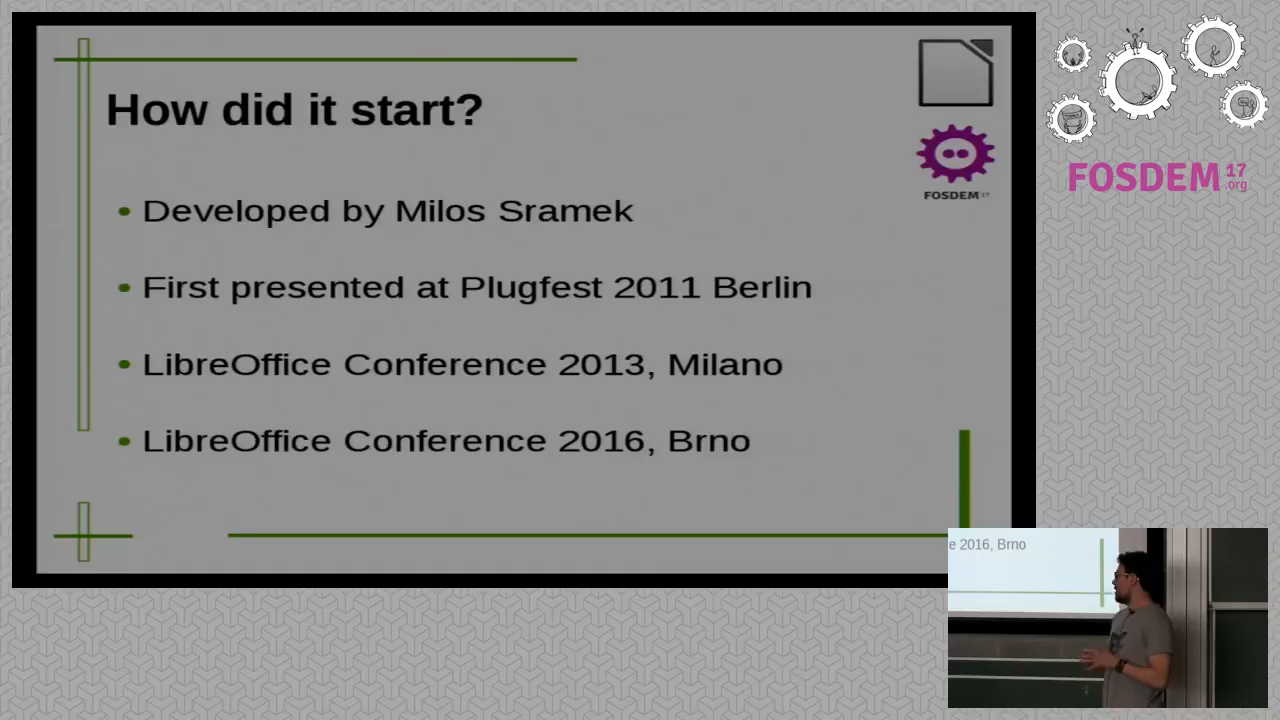 How did it start?
FOSDEM 17
Developed by Milos Sramek
First presented at Plugfest 2011 Berlin
LibreOffice Conference 2013, Milano
LibreOffice Conference 2016, Brno
FOSDEM 17
.org
e 2016, Brno